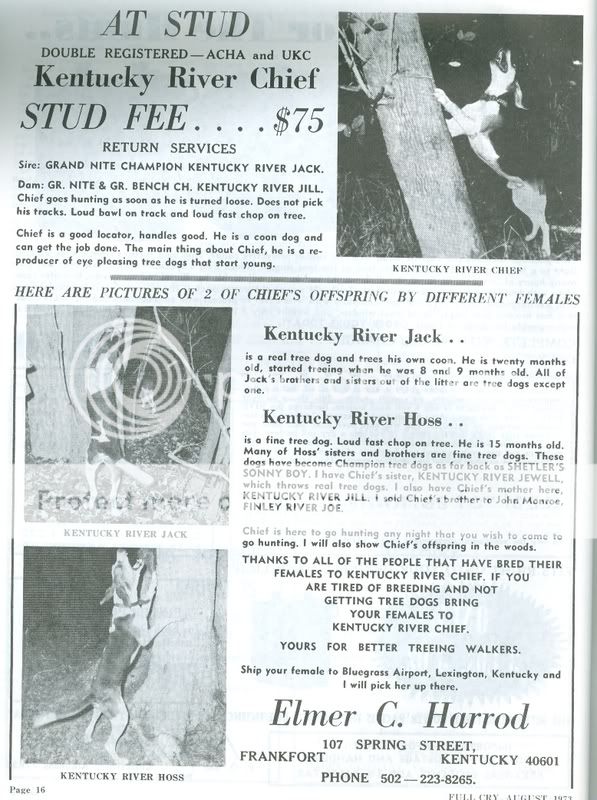 AT STUD
DOUBLE REGISTERED—ACHA and UKC
Kentucky River Chief
STUD FEE . . . . $75
RETURN SERVICES
Sire: GRAND NITE CHAMPION KENTUCKY RIVER JACK.
Dam: GR. NITE & GR. BENCH CH. KENTUCKY RIVER JILL.
Chief goes hunting as soon as he is turned loose. Does not pick
his tracks. Loud bawl on track and loud fast chop on tree.
Chief is a good locator, handles good. He is a coon dog and
can get the job done. The main thing about Chief, he is a re-
producer of eye pleasing tree dogs that start young.
KENTUCKY RIVER CHIEF
HERE ARE PICTURES OF 2 OF CHIEF'S OFFSPRING BY DIFFERENT FEMALES
Kentucky River Jack . .
is a real tree dog and trees his own coon. He is twenty months
old, started treeing when he was 8 and 9 months old. All of
Jack's brothers and sisters out of the litter are tree dogs except
one.
KENTUCKY RIVER JACK
Kentucky River Hoss . .
is a fine tree dog. Loud fast chop on tree. He is 15 months old.
Many of Hoss' sisters and brothers are fine tree dogs. These
dogs have become Champion tree dogs as far back as SHETLER'S
SONNY BOY. I have Chief's sister, KENTUCKY RIVER JEWELL,
which throws real tree dogs. I also have Chief's mother here,
KENTUCKY RIVER JILL. I sold Chief's brother to John Monroe,
FINLEY RIVER JOE.
Chief is here to go hunting any night that you wish to come to
go hunting. I will also show Chief's offspring in the woods.
THANKS TO ALL OF THE PEOPLE THAT HAVE BRED THEIR
FEMALES TO KENTUCKY RIVER CHIEF. IF YOU
ARE TIRED OF BREEDING AND NOT
GETTING TREE DOGS BRING
YOUR FEMALES TO
KENTUCKY RIVER CHIEF.
YOURS FOR BETTER TREEING WALKERS.
Ship your female to Bluegrass Airport, Lexington, Kentucky and
I will pick her up there.
Elmer C. Harrod
107 SPRING STREET,
FRANKFORT KENTUCKY 40601
PHONE 502—223-8265.
KENTUCKY RIVER HOSS
Page 16
FULL CRY, AUGUST, 1973
Protect more o